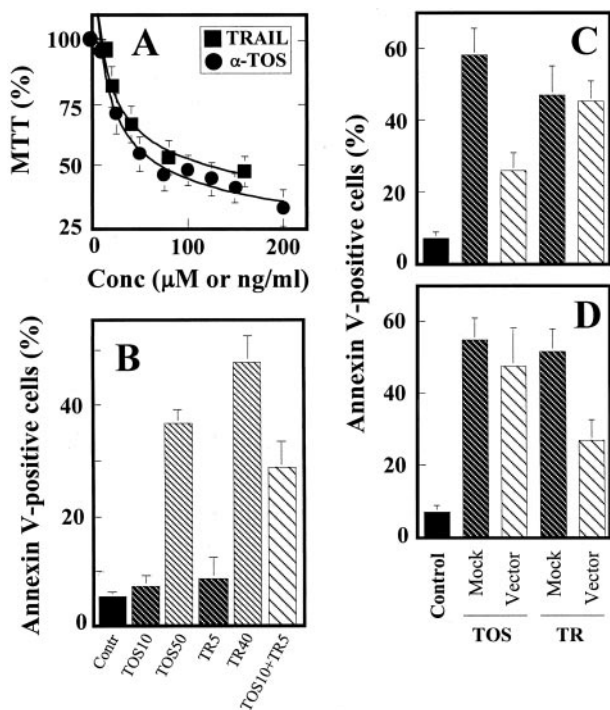 A
TRAIL
α-TOS
MTT (%)
100
75
50
25
0
100
200
Conc (μM or ng/ml)
B
Annexin V-positive cells (%)
40
20
0
Contr
TOS10
TOS50
TR5
TR40
TOS10+TR5
C
Annexin V-positive cells (%)
60
40
20
0
D
60
40
20
0
Control
Mock
Vector
Mock
Vector
TOS
TR